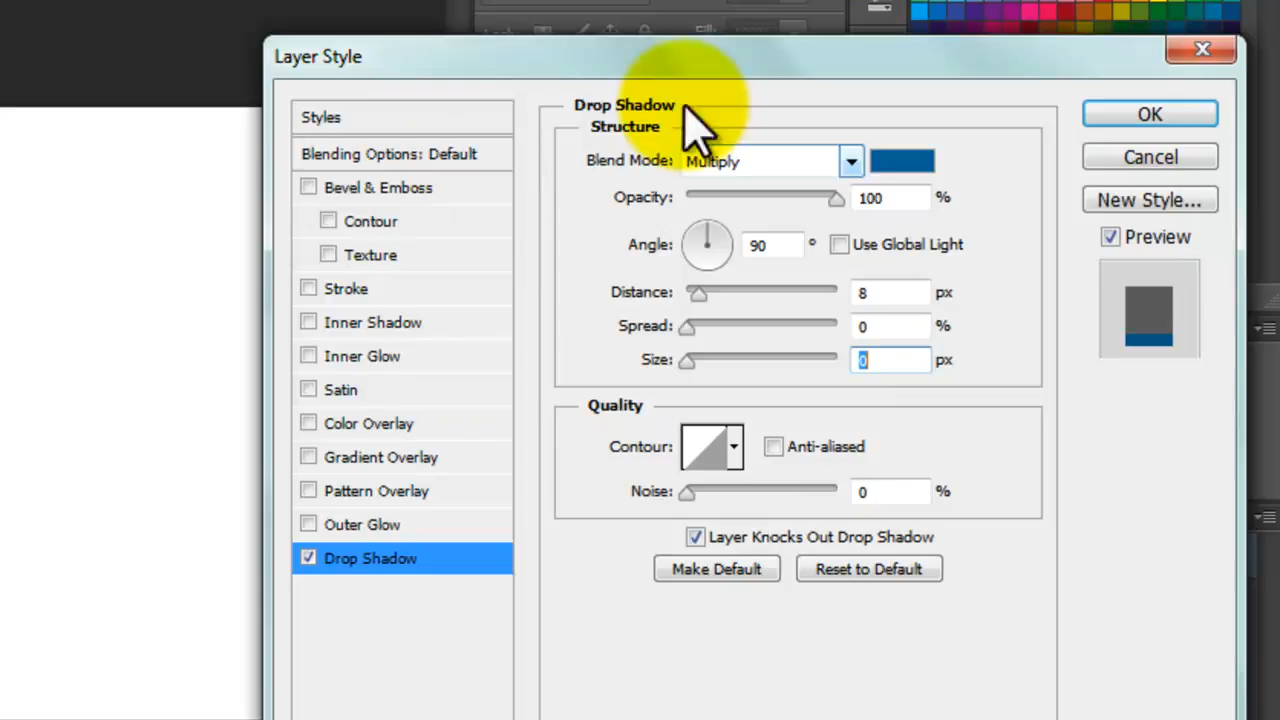 Layer Style
Styles
Blending Options: Default
Bevel & Emboss
Contour
Texture
Stroke
Inner Shadow
Inner Glow
Satin
Color Overlay
Gradient Overlay
Pattern Overlay
Outer Glow
Drop Shadow
Drop Shadow
Structure
Blend Mode: Multiply
Opacity: 100 %
Angle: 90 ° Use Global Light
Distance: 8 px
Spread: 0 %
Size: 0 px
Quality
Contour: Anti-aliased
Noise: 0 %
Layer Knocks Out Drop Shadow
Make Default Reset to Default
OK
Cancel
New Style...
Preview